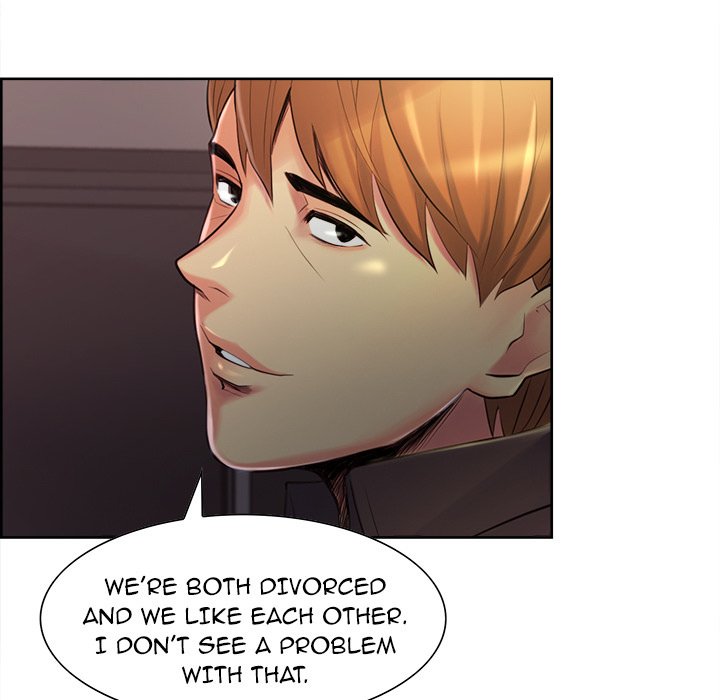 WE'RE BOTH DIVORCED
AND WE LIKE EACH OTHER.
I DON'T SEE A PROBLEM
WITH THAT.